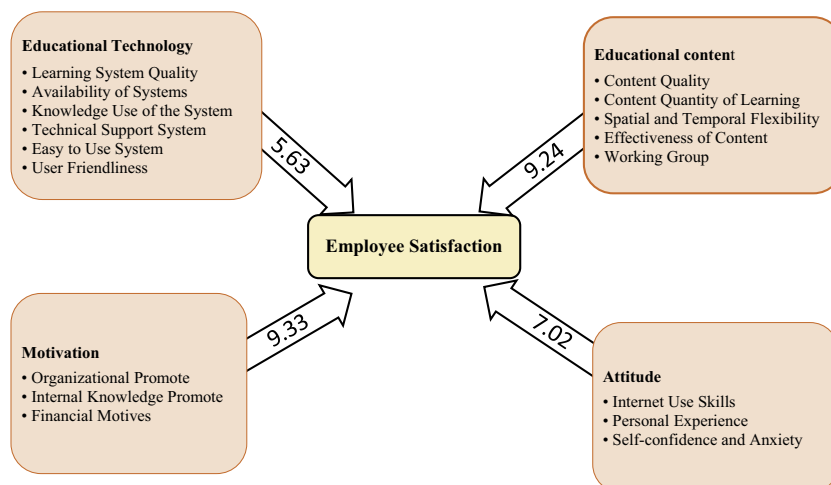 Educational Technology
• Learning System Quality
• Availability of Systems
• Knowledge Use of the System
• Technical Support System
• Easy to Use System
• User Friendliness
Educational content
• Content Quality
• Content Quantity of Learning
• Spatial and Temporal Flexibility
• Effectiveness of Content
• Working Group
5.63
9.24
Employee Satisfaction
9.33
7.02
Motivation
• Organizational Promote
• Internal Knowledge Promote
• Financial Motives
Attitude
• Internet Use Skills
• Personal Experience
• Self-confidence and Anxiety